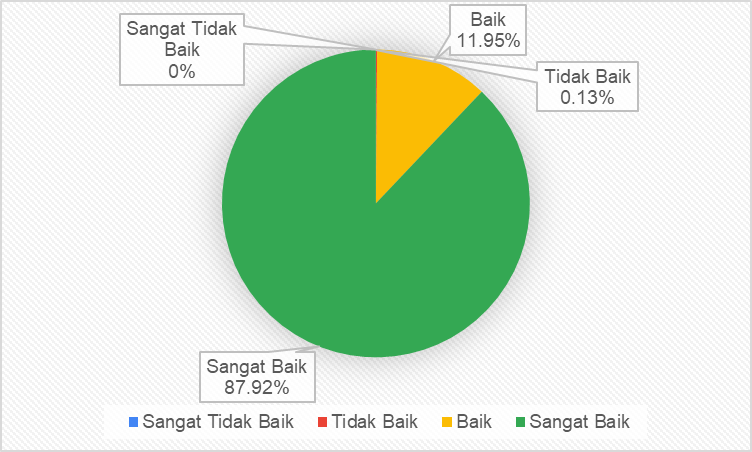 Sangat Tidak
Baik
0%
Baik
11.95%
Tidak Baik
0.13%
Sangat Baik
87.92%
Sangat Tidak Baik
Tidak Baik
Baik
Sangat Baik